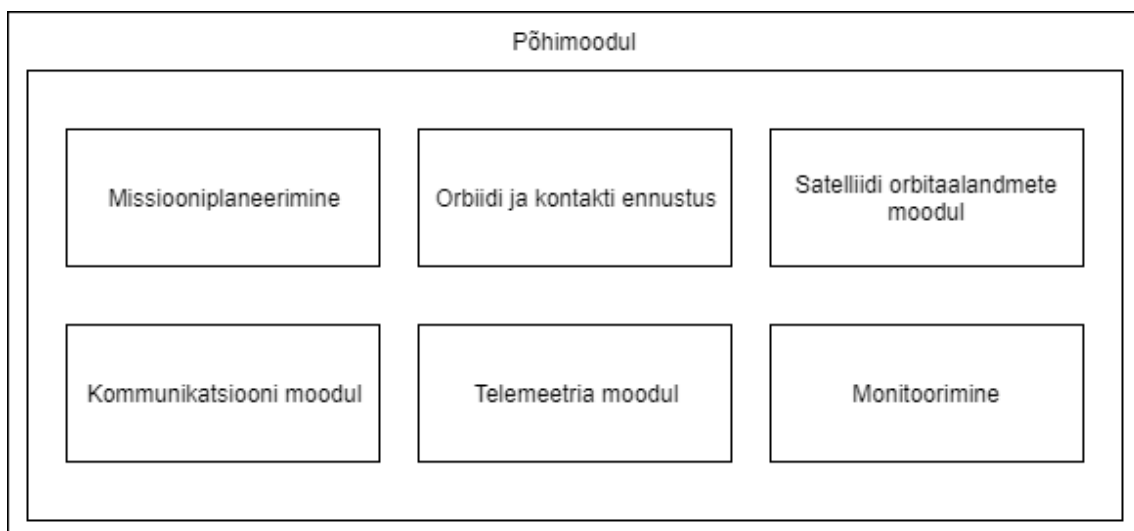 Põhimoodul
Missiooniplaneerimine
Orbiidi ja kontakti ennustus
Satelliidi orbitaalandmete
moodul
Kommunikatsiooni moodul
Telemeetria moodul
Monitoorimine